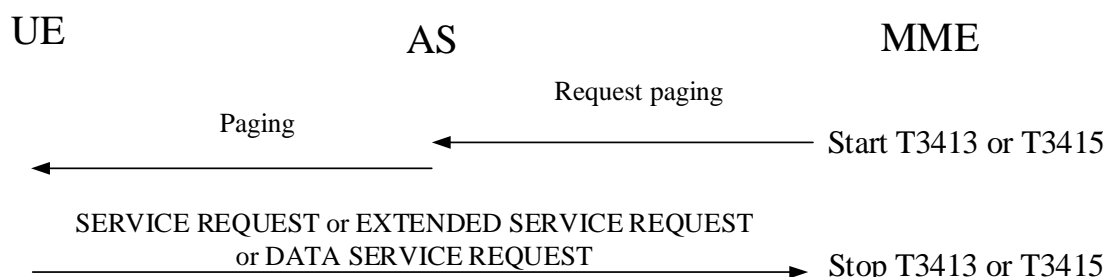 UE
AS
MME
Request paging
Paging
Start T3413 or T3415
SERVICE REQUEST or EXTENDED SERVICE REQUEST
or DATA SERVICE REQUEST
Stop T3413 or T3415